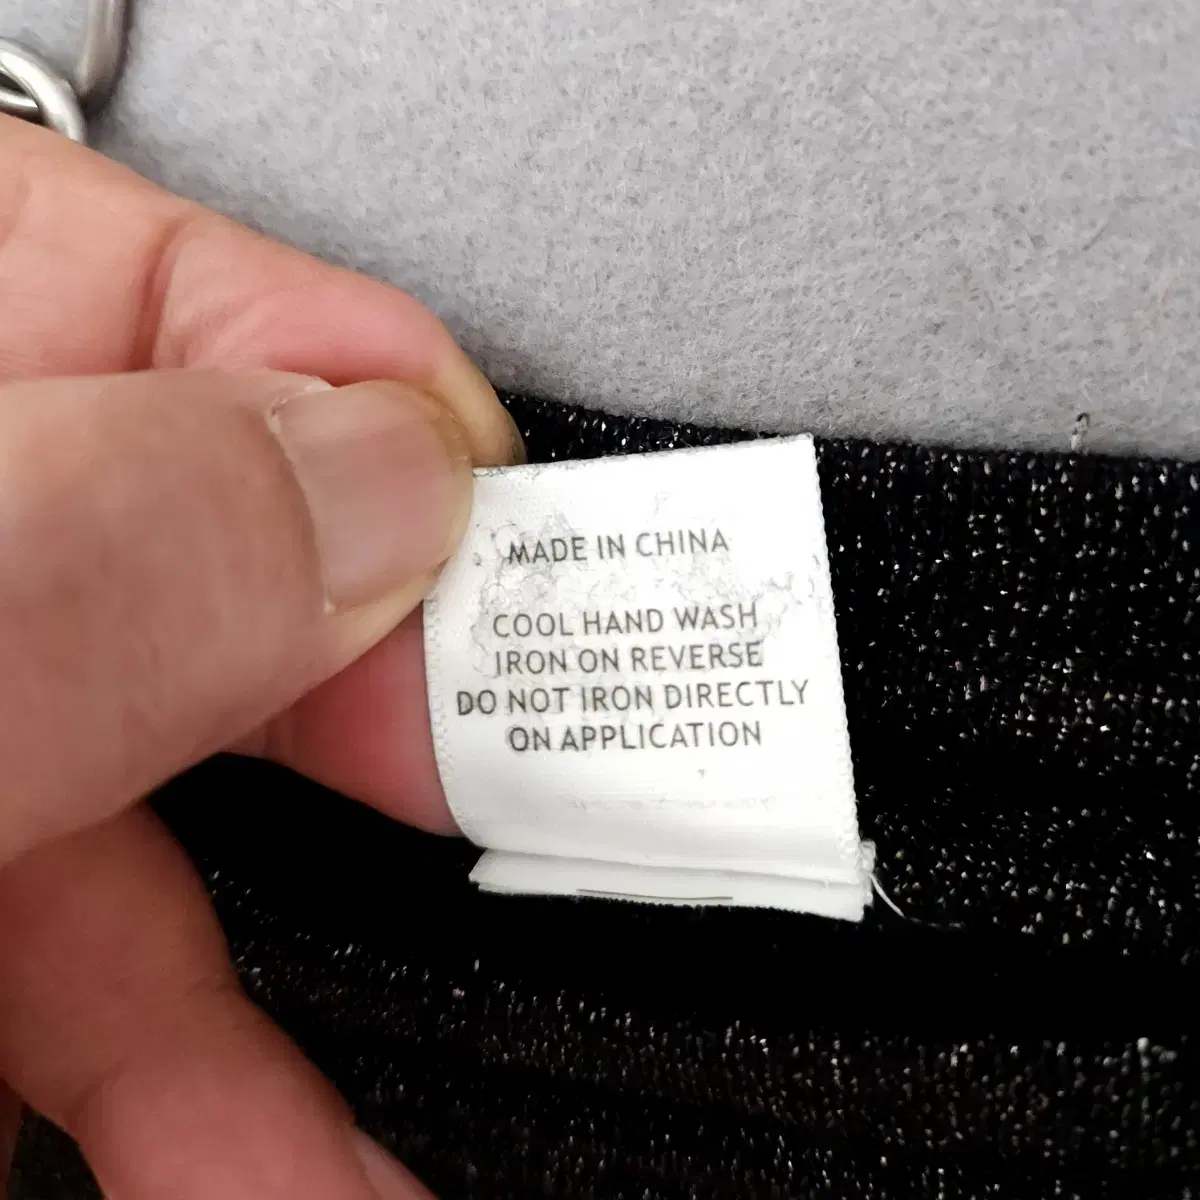 MADE IN CHINA
COOL HAND WASH
IRON ON REVERSE
DO NOT IRON DIRECTLY
ON APPLICATION